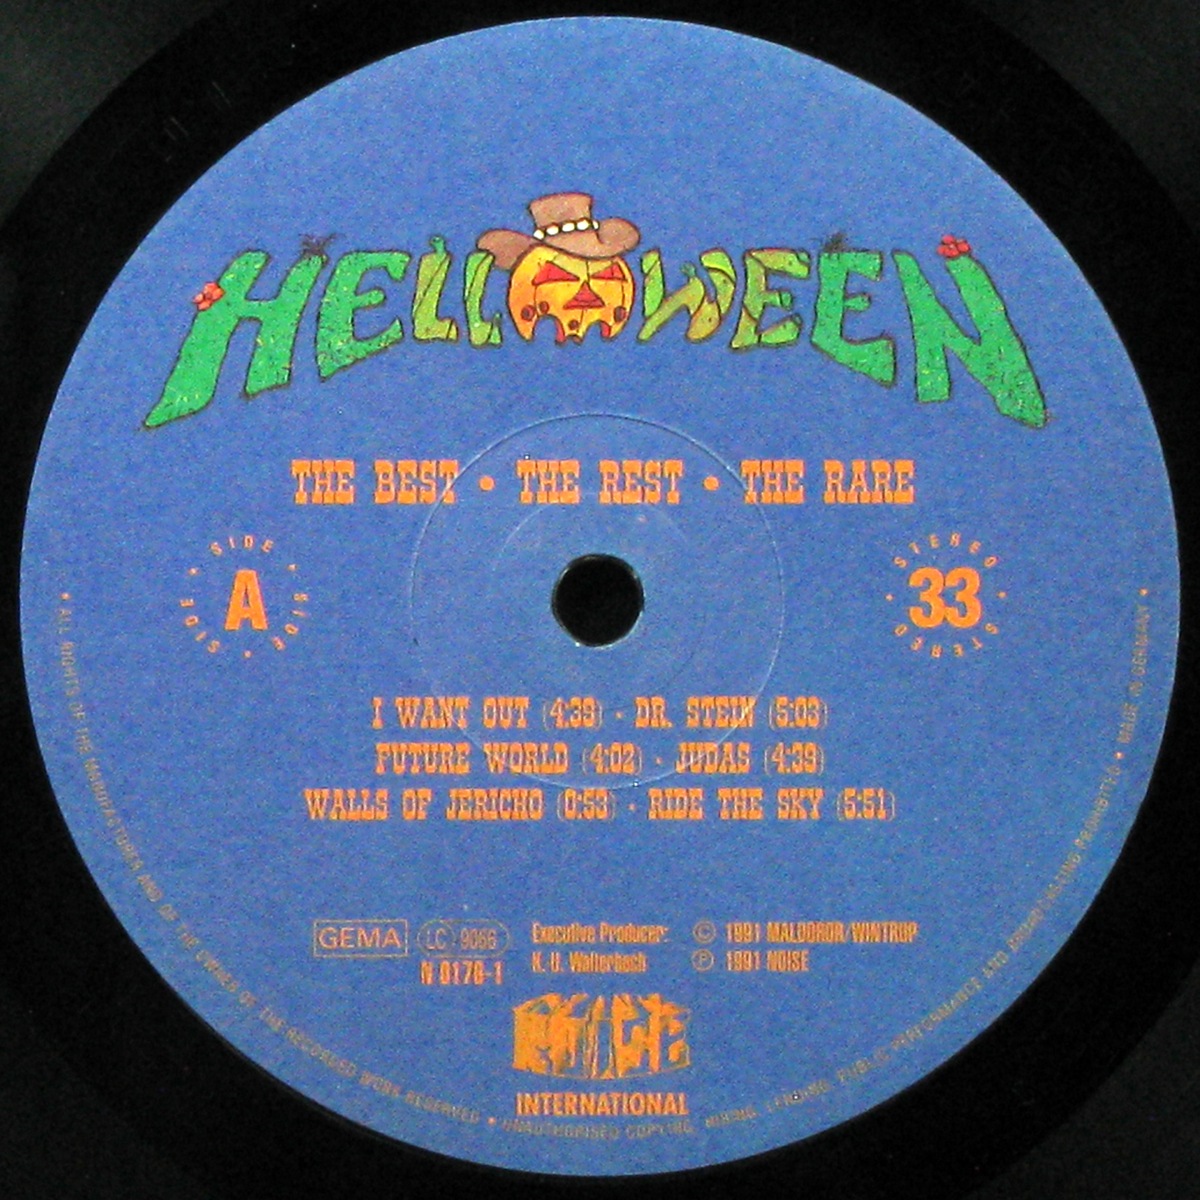 HELLOWEEN
THE BEST • THE REST • THE RARE
SIDE • SIDE • SIDE •
A
STEREO • STEREO •
33
I WANT OUT (4:39) · DR. STEIN (5:03)
FUTURE WORLD (4:02) · JUDAS (4:39)
WALLS OF JERICHO (0:53) · RIDE THE SKY (5:51)
GEMA LC 9066
N 0176-1
Executive Producer:
K. U. Walterbach
© 1991 MALDOROR/WINTRUP
℗ 1991 NOISE
NOISE
INTERNATIONAL
• ALL RIGHTS OF THE MANUFACTURER AND OF THE OWNER OF THE RECORDED WORK RESERVED • UNAUTHORISED COPYING, HIRING, LENDING, PUBLIC PERFORMANCE AND BROADCASTING PROHIBITED • MADE IN GERMANY •